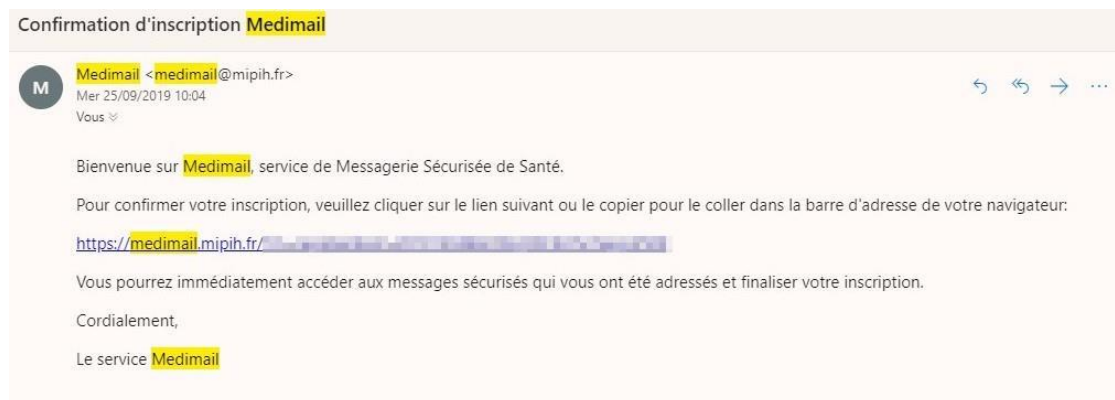 Confirmation d'inscription Medimail
M
Medimail <medimail@mipih.fr>
Mer 25/09/2019 10:04
Vous
Bienvenue sur Medimail, service de Messagerie Sécurisée de Santé.
Pour confirmer votre inscription, veuillez cliquer sur le lien suivant ou le copier pour le coller dans la barre d'adresse de votre navigateur:
https://medimail.mipih.fr/
Vous pourrez immédiatement accéder aux messages sécurisés qui vous ont été adressés et finaliser votre inscription.
Cordialement,
Le service Medimail